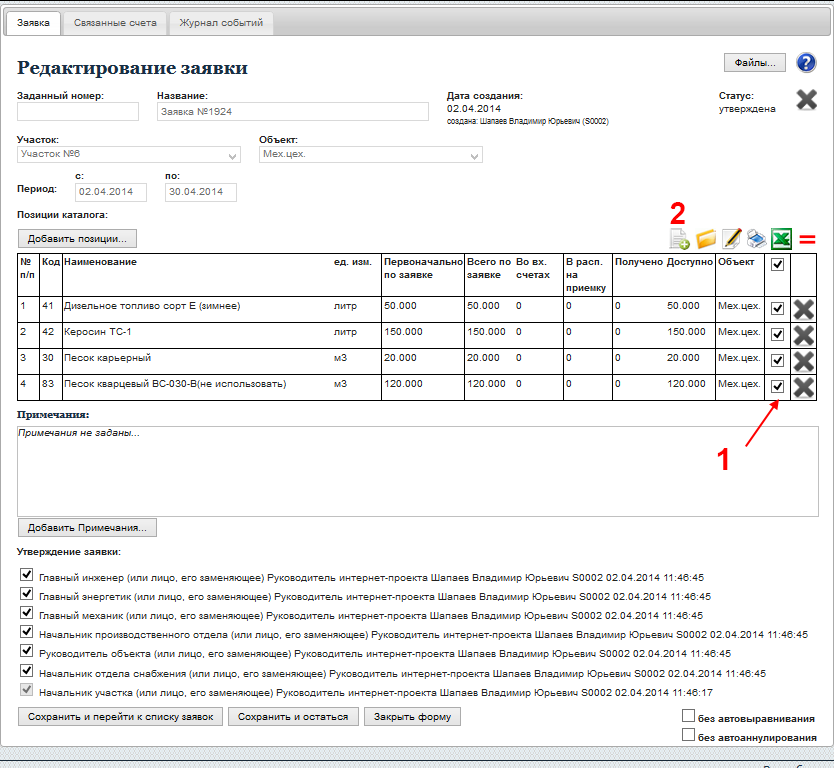 Заявка Связанные счета Журнал событий
Редактирование заявки
Файлы...
?
Заданный номер: Название: Дата создания: Статус:
Заявка №1924 02.04.2014 утверждена
создана: Шапаев Владимир Юрьевич (S0002)
Участок: Объект:
Участок №6 Мех.цех.
с: по:
Период: 02.04.2014 30.04.2014
Позиции каталога:
2
Добавить позиции...
=
№ п/п Код Наименование ед. изм. Первоначально по заявке Всего по заявке Во вх. счетах В расп. на приемку Получено Доступно Объект
1 41 Дизельное топливо сорт Е (зимнее) литр 50.000 50.000 0 0 0 50.000 Мех.цех.
2 42 Керосин ТС-1 литр 150.000 150.000 0 0 0 150.000 Мех.цех.
3 30 Песок карьерный м3 20.000 20.000 0 0 0 20.000 Мех.цех.
4 83 Песок кварцевый ВС-030-В(не использовать) м3 120.000 120.000 0 0 0 120.000 Мех.цех.
Примечания:
Примечания не заданы...
1
Добавить Примечания...
Утверждение заявки:
Главный инженер (или лицо, его заменяющее) Руководитель интернет-проекта Шапаев Владимир Юрьевич S0002 02.04.2014 11:46:45
Главный энергетик (или лицо, его заменяющее) Руководитель интернет-проекта Шапаев Владимир Юрьевич S0002 02.04.2014 11:46:45
Главный механик (или лицо, его заменяющее) Руководитель интернет-проекта Шапаев Владимир Юрьевич S0002 02.04.2014 11:46:45
Начальник производственного отдела (или лицо, его заменяющее) Руководитель интернет-проекта Шапаев Владимир Юрьевич S0002 02.04.2014 11:46:45
Руководитель объекта (или лицо, его заменяющее) Руководитель интернет-проекта Шапаев Владимир Юрьевич S0002 02.04.2014 11:46:45
Начальник отдела снабжения (или лицо, его заменяющее) Руководитель интернет-проекта Шапаев Владимир Юрьевич S0002 02.04.2014 11:46:45
Начальник участка (или лицо, его заменяющее) Руководитель интернет-проекта Шапаев Владимир Юрьевич S0002 02.04.2014 11:46:17
Сохранить и перейти к списку заявок Сохранить и остаться Закрыть форму
без автовыравнивания
без автоаннулирования